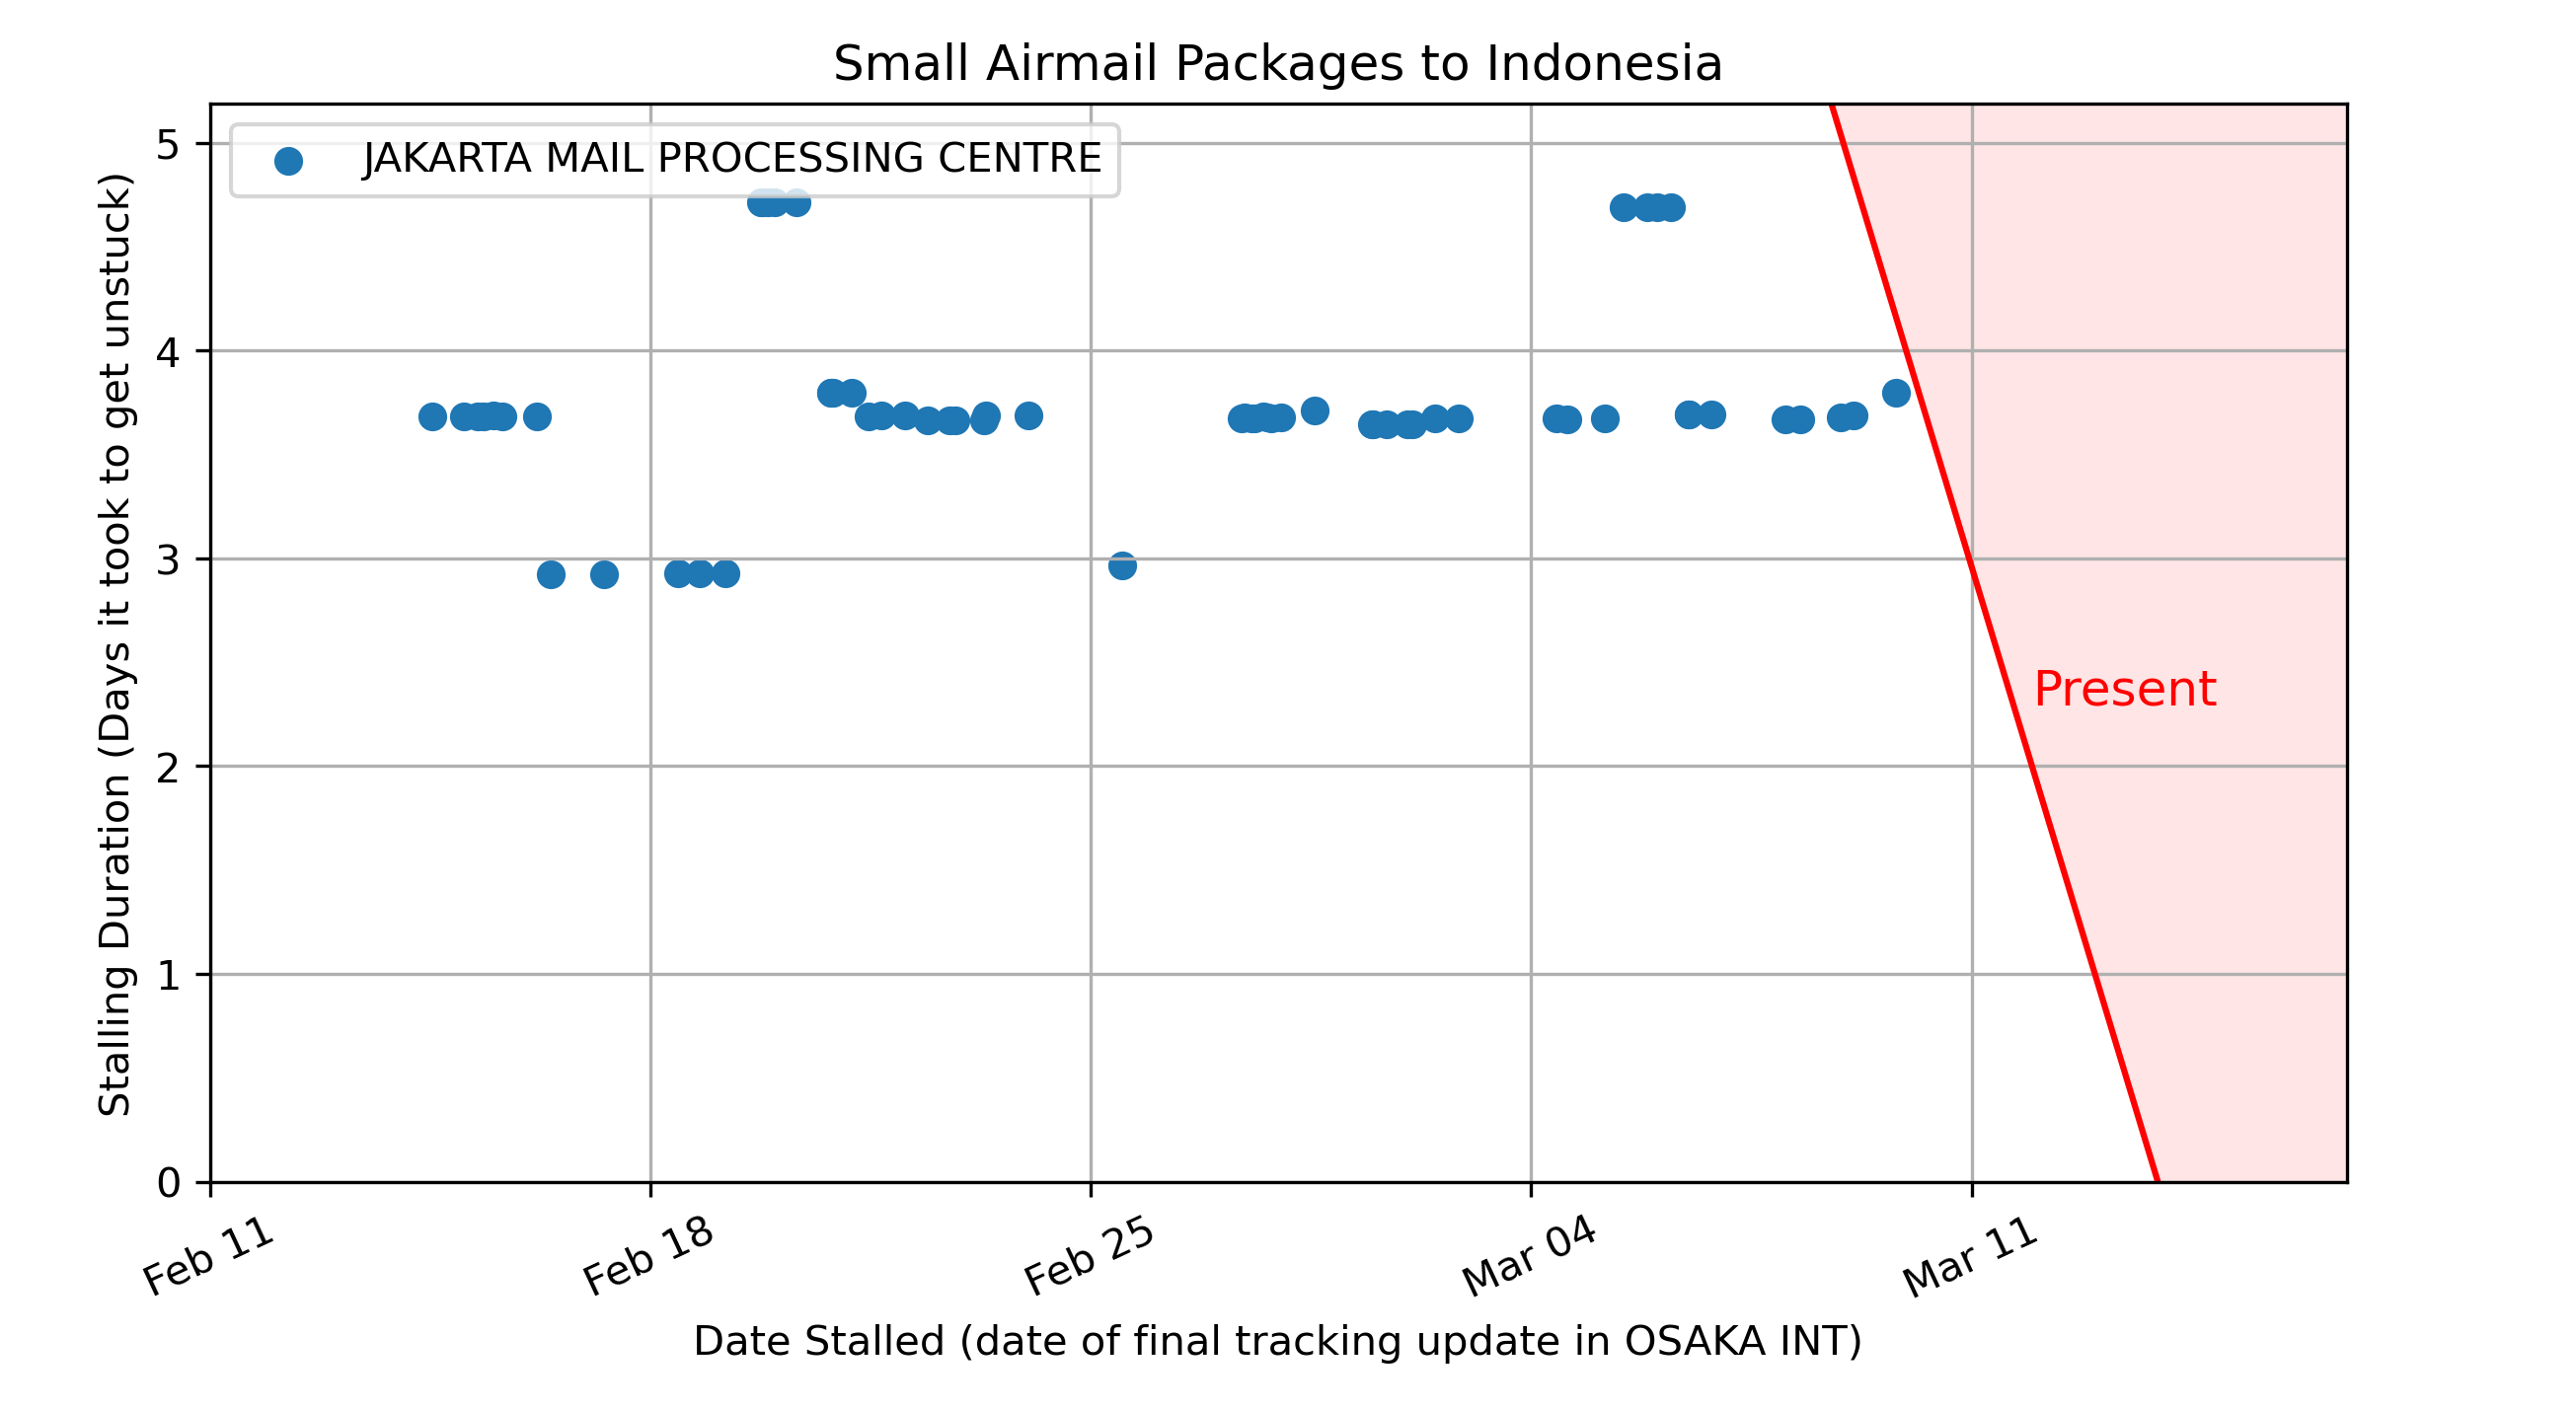 Small Airmail Packages to Indonesia
JAKARTA MAIL PROCESSING CENTRE
Stalling Duration (Days it took to get unstuck)
5
4
3
2
1
0
Present
Feb 11
Feb 18
Feb 25
Mar 04
Mar 11
Date Stalled (date of final tracking update in OSAKA INT)